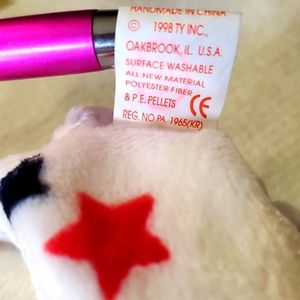 HANDMADE IN CHINA
© 1998 TY INC.,
OAKBROOK, IL. U.S.A.
SURFACE WASHABLE
ALL NEW MATERIAL
POLYESTER FIBER
& P.E. PELLETS CE
REG. NO PA. 1965(KR)